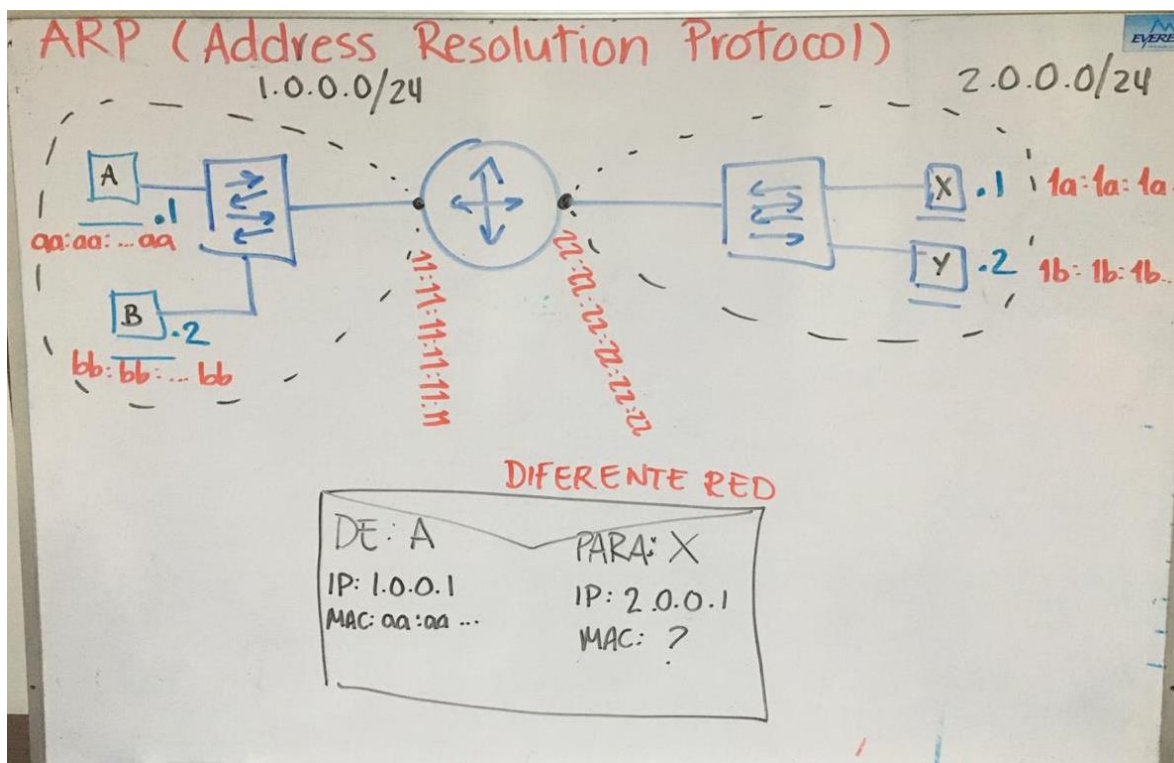 ARP (Address Resolution Protocol)
1.0.0.0/24
2.0.0.0/24
A
.1
aa:aa:...aa
B
.2
bb:bb:... bb
11:11:11:11:11:11
22:22:22:22:22:22
X .1 1a:1a:1a
Y .2 1b:1b:1b...
DIFERENTE RED
DE: A
IP: 1.0.0.1
MAC: aa:aa ...
PARA: X
IP: 2.0.0.1
MAC: ?